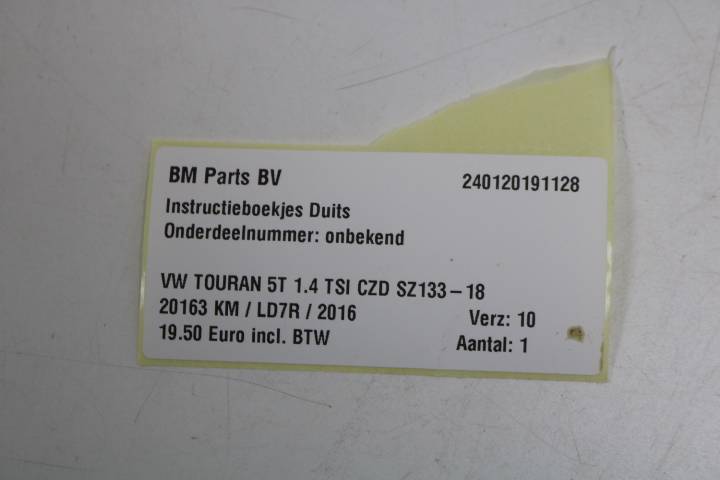 BM Parts BV 240120191128
Instructieboekjes Duits
Onderdeelnummer: onbekend
VW TOURAN 5T 1.4 TSI CZD SZ133-18
20163 KM / LD7R / 2016 Verz: 10
19.50 Euro incl. BTW Aantal: 1